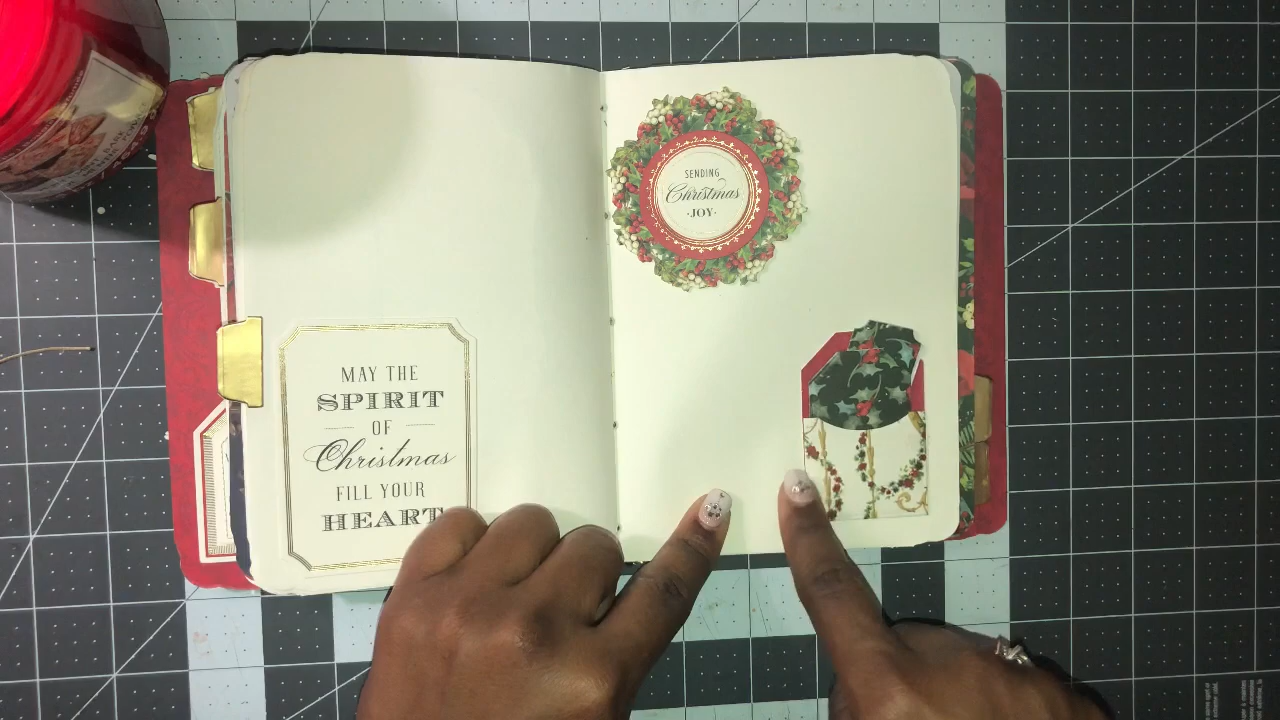 MAY THE
SPIRIT
OF
Christmas
FILL YOUR
HEART
SENDING
Christmas
·JOY·